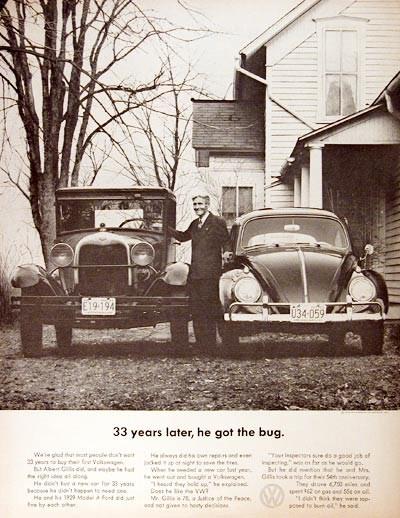 E19·194
034·059
33 years later, he got the bug.
We're glad that most people don't wait
33 years to buy their first Volkswagen.
But Albert Gillis did, and maybe he had
the right idea all along.
He didn't buy a new car for 33 years
because he didn't happen to need one.
He and his 1929 Model A Ford did just
fine by each other.
He always did his own repairs and even
jacked it up at night to save the tires.
When he needed a new car last year,
he went out and bought a Volkswagen.
"I heard they hold up," he explained.
Does he like the VW?
Mr. Gillis is 78, a Justice of the Peace,
and not given to hasty decisions.
"Your inspectors sure do a good job of
inspecting," was as far as he would go.
But he did mention that he and Mrs.
Gillis took a trip for their 54th anniversary.
They drove 6,750 miles and
spent $62 on gas and 55¢ on oil.
"I didn't think they were sup-
posed to burn oil," he said.